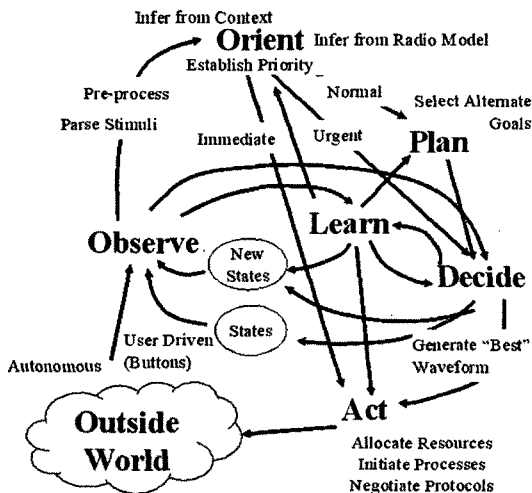 Infer from Context
Orient
Infer from Radio Model
Establish Priority
Pre-process
Normal
Select Alternate
Goals
Parse Stimuli
Immediate
Urgent
Plan
Learn
Observe
New
States
Decide
States
User Driven
(Buttons)
Autonomous
Generate "Best"
Waveform
Outside
World
Act
Allocate Resources
Initiate Processes
Negotiate Protocols